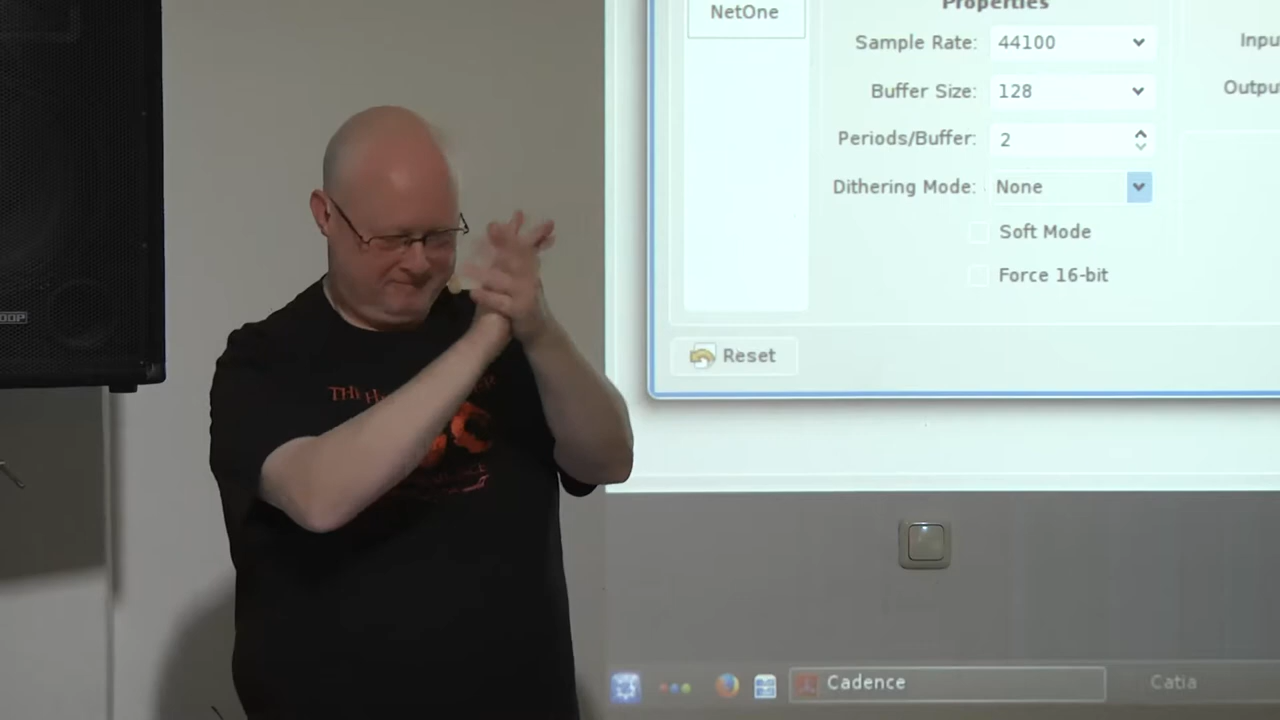 NetOne
Properties
Sample Rate: 44100
Buffer Size: 128
Periods/Buffer: 2
Dithering Mode: None
Soft Mode
Force 16-bit
Reset
Cadence
Catia